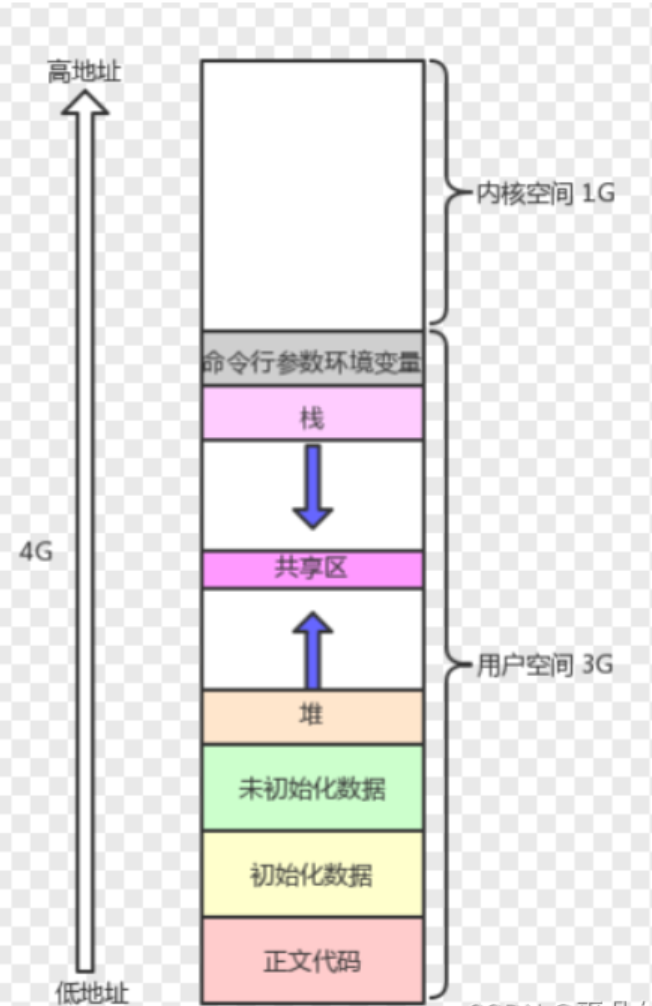 高地址
内核空间 1G
命令行参数环境变量
栈
4G
共享区
用户空间 3G
堆
未初始化数据
初始化数据
正文代码
低地址